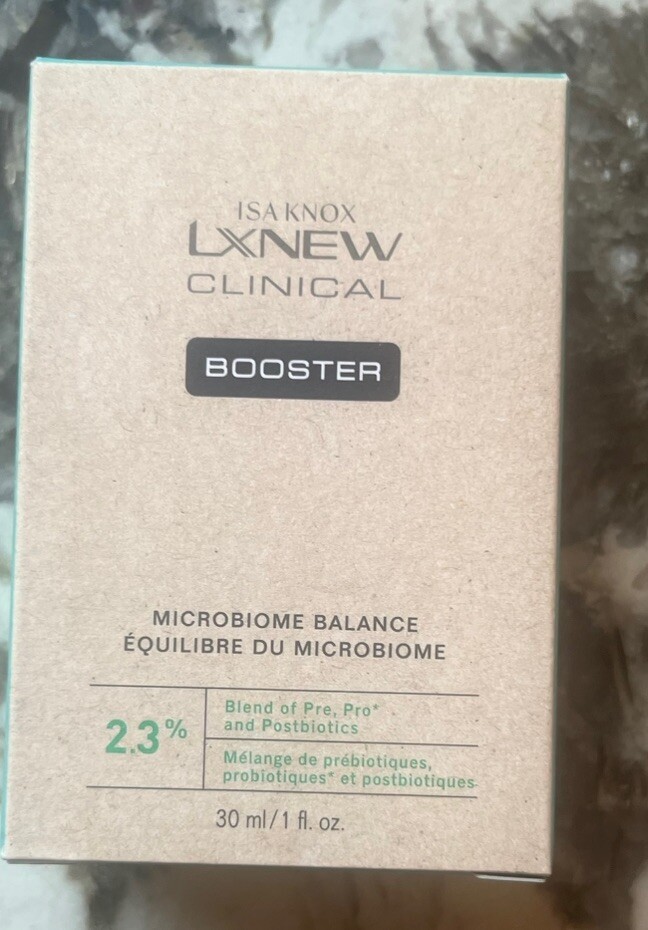 ISA KNOX
LXNEW
CLINICAL
BOOSTER
MICROBIOME BALANCE
ÉQUILIBRE DU MICROBIOME
2.3%
Blend of Pre, Pro*
and Postbiotics
Mélange de prébiotiques,
probiotiques* et postbiotiques
30 ml/1 fl. oz.